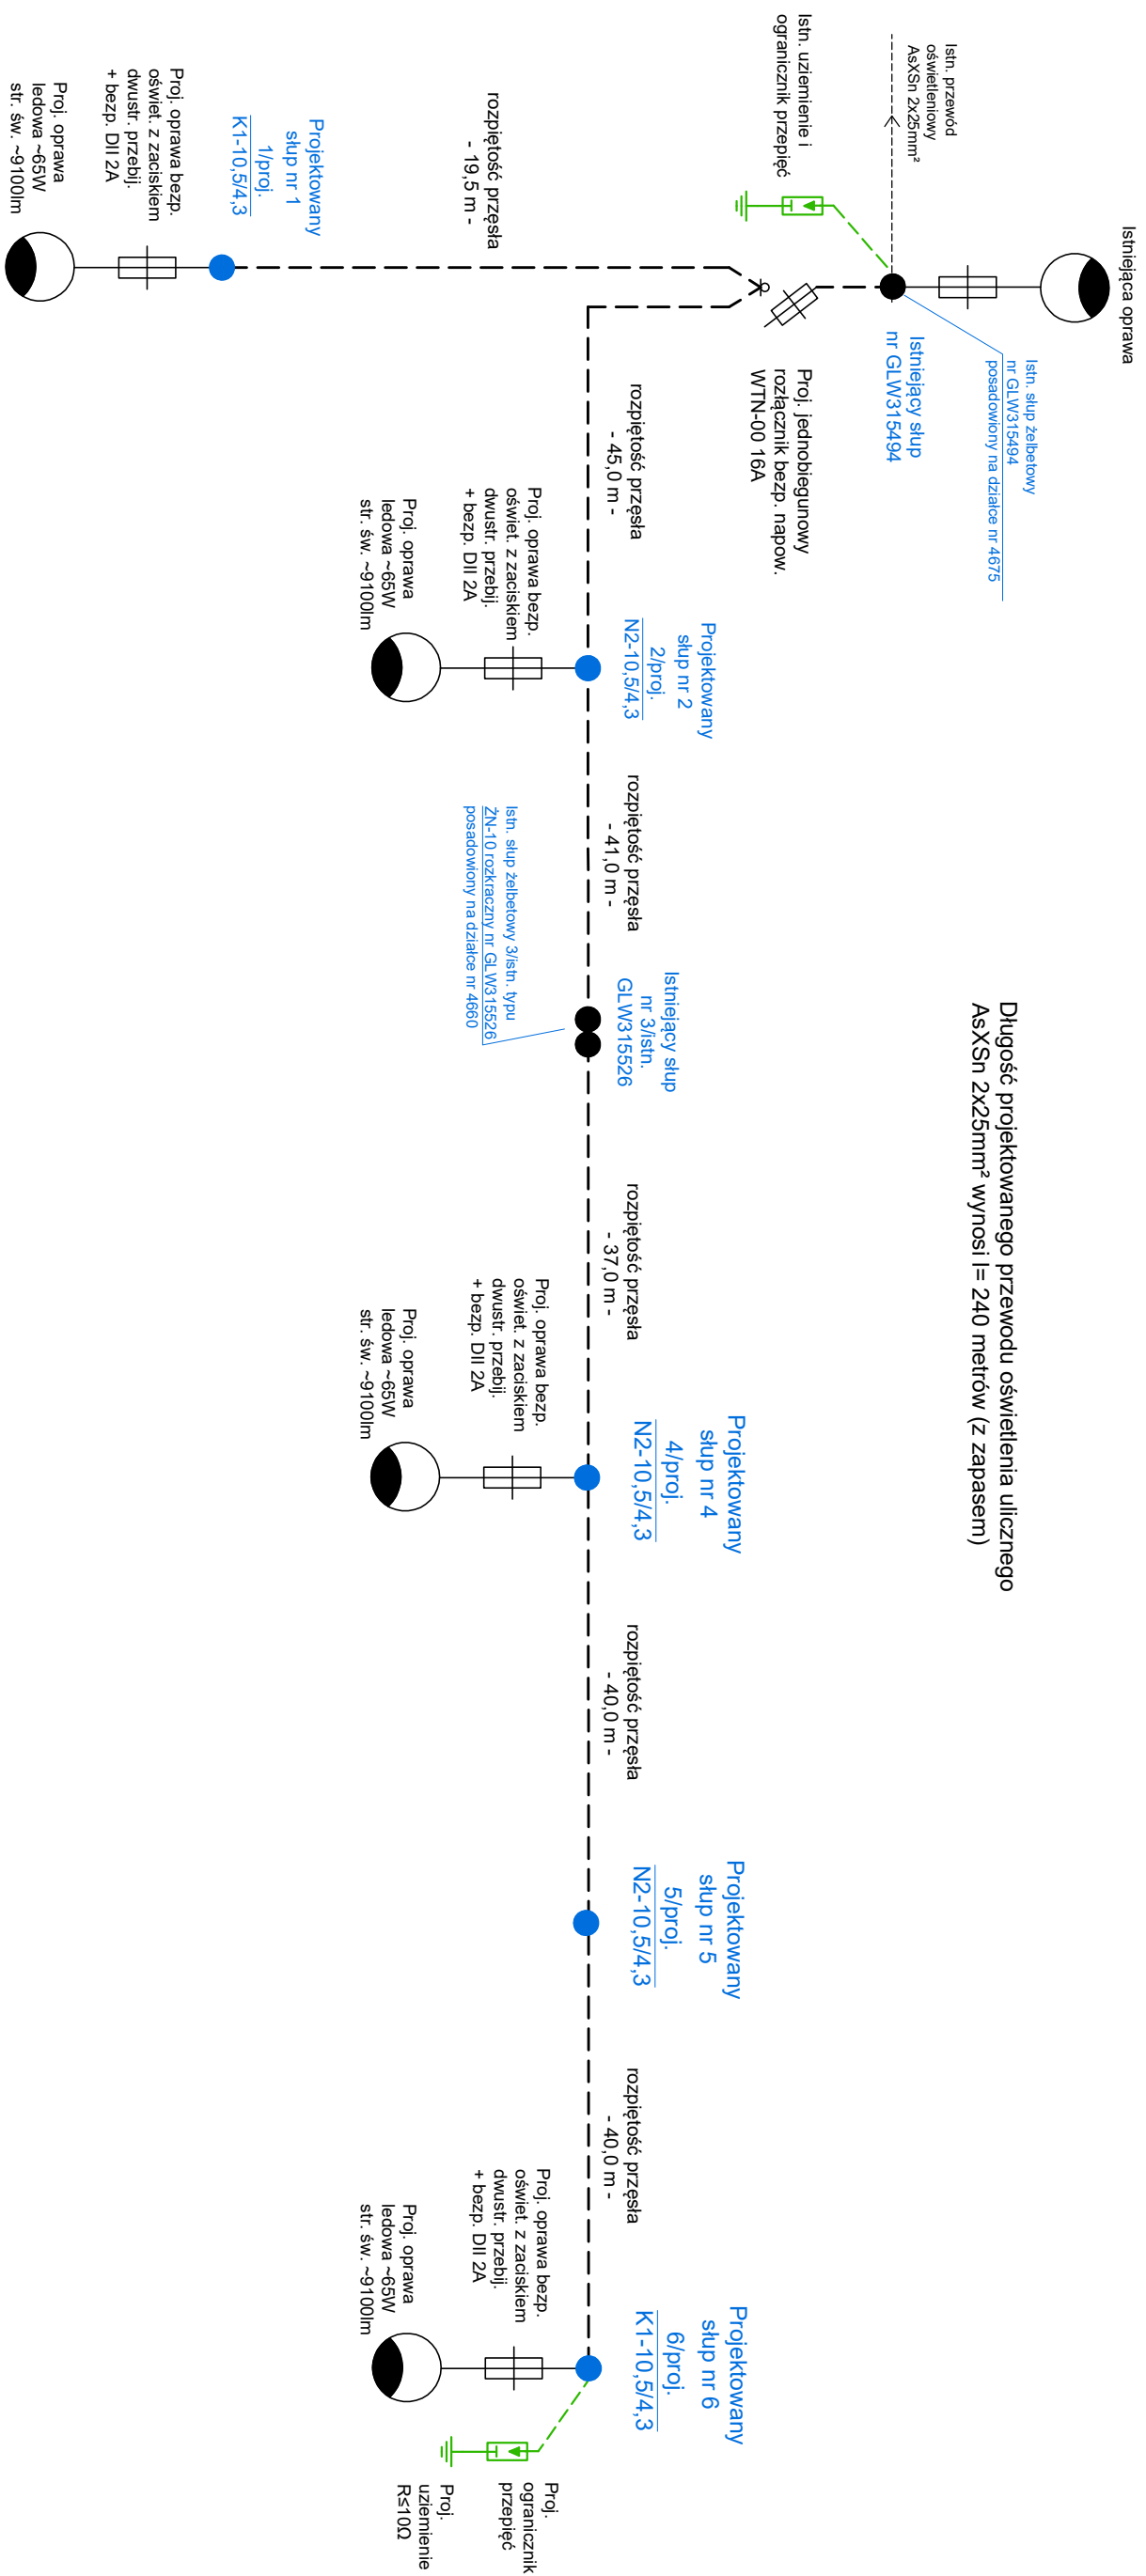 Długość projektowanego przewodu oświetlenia ulicznego
AsXSn 2x25mm² wynosi l= 240 metrów (z zapasem)
Istniejąca oprawa
Istn. przewód
oświetleniowy
AsXSn 2x25mm²
Istn. uziemienie i
ogranicznik przepięć
Istn. słup żelbetowy
nr GLW315494
posadowiony na działce nr 4675
Istniejący słup
nr GLW315494
Proj. jednobiegunowy
rozłącznik bezp. napow.
WTN-00 16A
rozpiętość przęsła
- 19,5 m -
Projektowany
słup nr 1
1/proj.
K1-10,5/4,3
Proj. oprawa bezp.
oświet. z zaciskiem
dwustr. przebij.
+ bezp. DII 2A
Proj. oprawa
ledowa ~65W
str. św. ~9100lm
rozpiętość przęsła
- 45,0 m -
Projektowany
słup nr 2
2/proj.
N2-10,5/4,3
Proj. oprawa bezp.
oświet. z zaciskiem
dwustr. przebij.
+ bezp. DII 2A
Proj. oprawa
ledowa ~65W
str. św. ~9100lm
rozpiętość przęsła
- 41,0 m -
Istniejący słup
nr 3/istn.
GLW315526
Istn. słup żelbetowy 3/istn. typu
ŻN-10 rozkraczny nr GLW315526
posadowiony na działce nr 4660
rozpiętość przęsła
- 37,0 m -
Projektowany
słup nr 4
4/proj.
N2-10,5/4,3
Proj. oprawa bezp.
oświet. z zaciskiem
dwustr. przebij.
+ bezp. DII 2A
Proj. oprawa
ledowa ~65W
str. św. ~9100lm
rozpiętość przęsła
- 40,0 m -
Projektowany
słup nr 5
5/proj.
N2-10,5/4,3
rozpiętość przęsła
- 40,0 m -
Projektowany
słup nr 6
6/proj.
K1-10,5/4,3
Proj. oprawa bezp.
oświet. z zaciskiem
dwustr. przebij.
+ bezp. DII 2A
Proj. oprawa
ledowa ~65W
str. św. ~9100lm
Proj.
ogranicznik
przepięć
Proj.
uziemienie
R≤10Ω